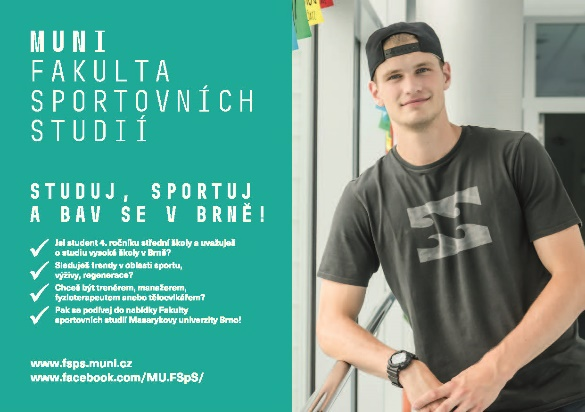 MUNI
FAKULTA
SPORTOVNÍCH
STUDIÍ
STUDUJ, SPORTUJ
A BAV SE V BRNĚ!
Jsi student 4. ročníku střední školy a uvažuješ
o studiu vysoké školy v Brně?
Sleduješ trendy v oblasti sportu,
výživy, regenerace?
Chceš být trenérem, manažerem,
fyzioterapeutem anebo tělocvikářem?
Pak se podívej do nabídky Fakulty
sportovních studií Masarykovy univerzity Brno!
www.fsps.muni.cz
www.facebook.com/MU.FSpS/